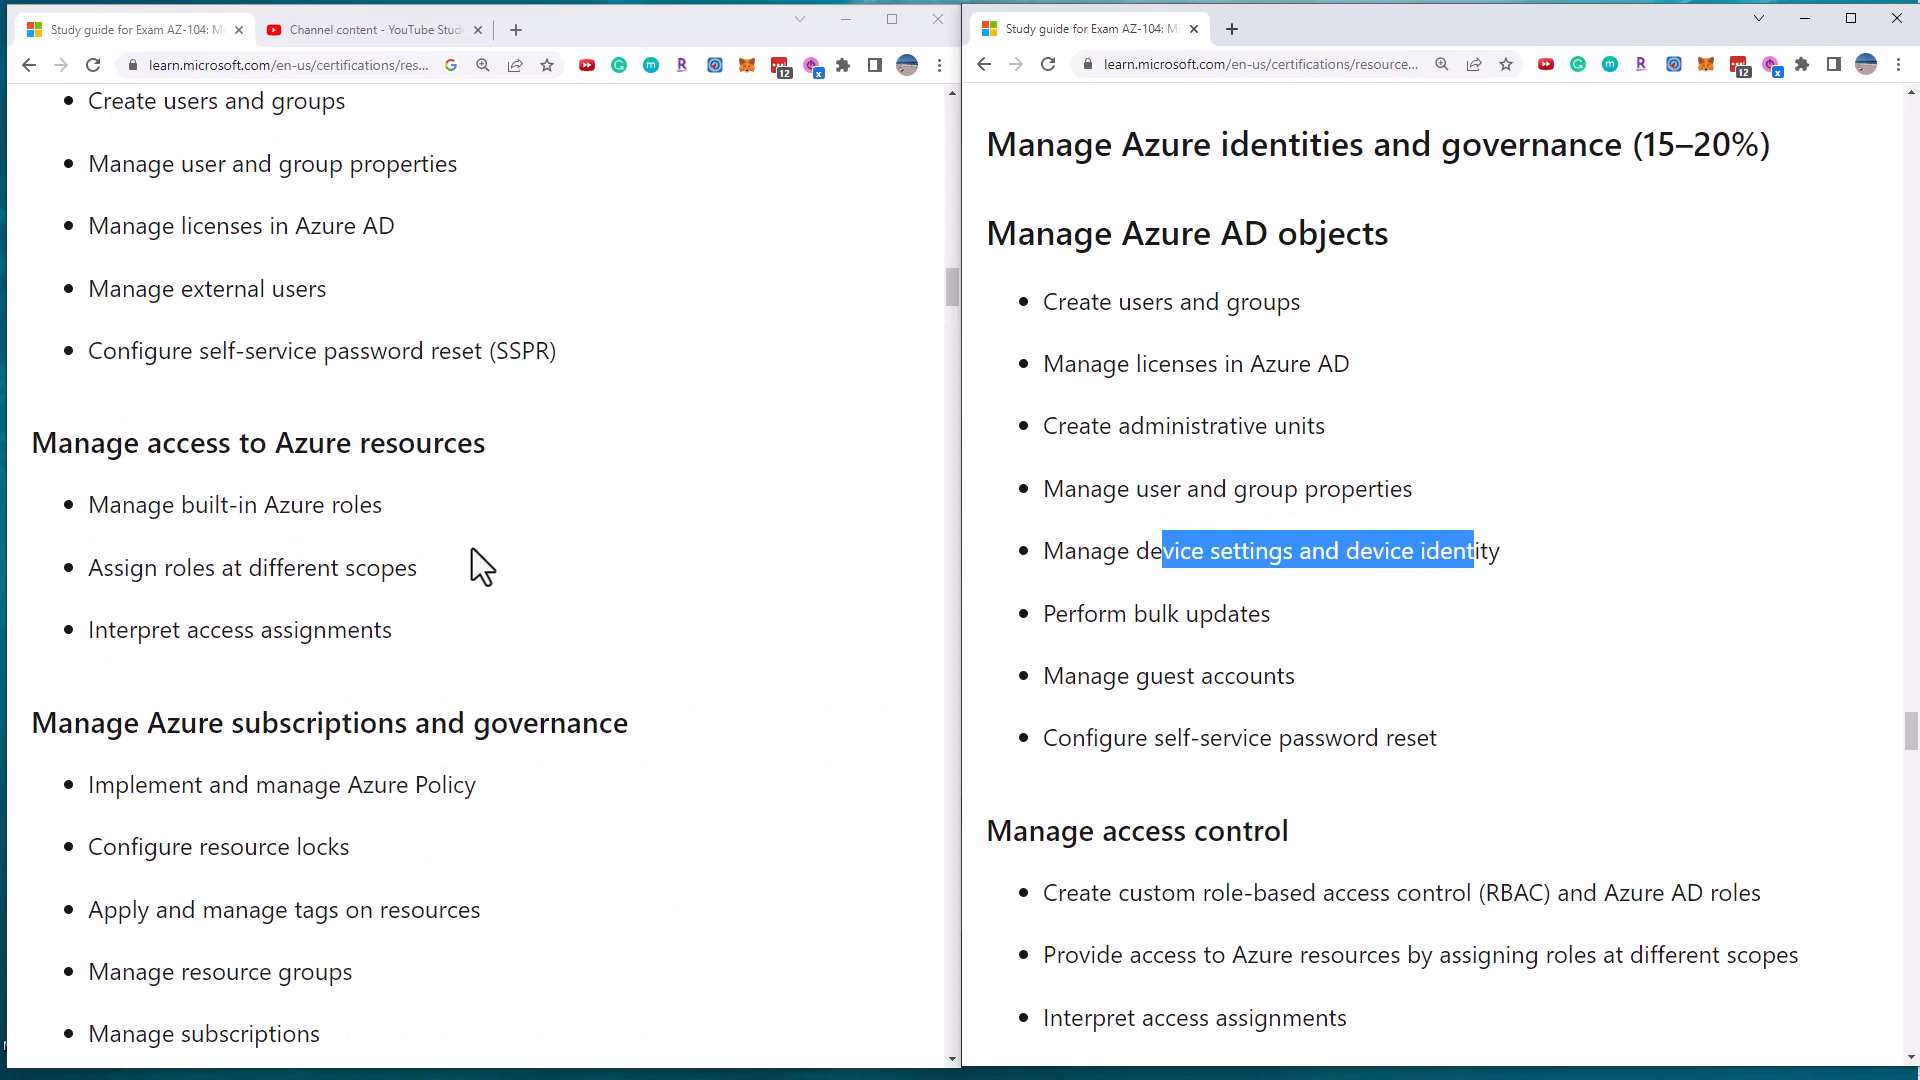 Study guide for Exam AZ-104: M
Channel content - YouTube Stud
learn.microsoft.com/en-us/certifications/res...
12
Create users and groups
Manage user and group properties
Manage licenses in Azure AD
Manage external users
Configure self-service password reset (SSPR)
Manage access to Azure resources
Manage built-in Azure roles
Assign roles at different scopes
Interpret access assignments
Manage Azure subscriptions and governance
Implement and manage Azure Policy
Configure resource locks
Apply and manage tags on resources
Manage resource groups
Manage subscriptions
Study guide for Exam AZ-104: Mi
learn.microsoft.com/en-us/certifications/resource...
12
Manage Azure identities and governance (15–20%)
Manage Azure AD objects
Create users and groups
Manage licenses in Azure AD
Create administrative units
Manage user and group properties
Manage device settings and device identity
Perform bulk updates
Manage guest accounts
Configure self-service password reset
Manage access control
Create custom role-based access control (RBAC) and Azure AD roles
Provide access to Azure resources by assigning roles at different scopes
Interpret access assignments